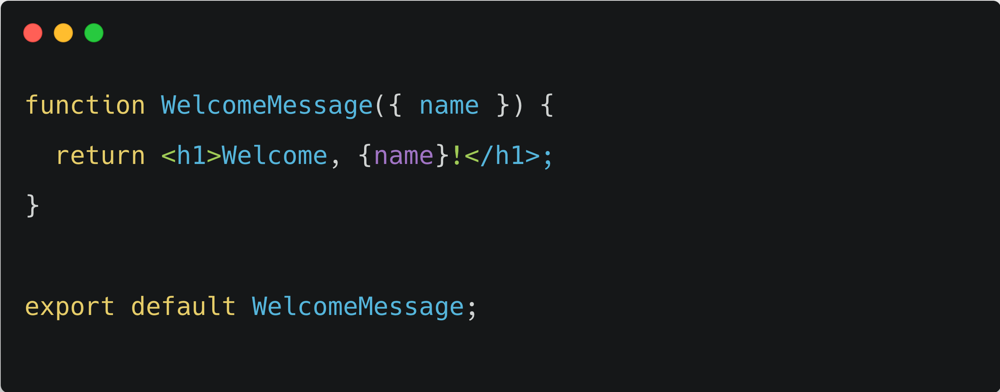 function WelcomeMessage({ name }) {
  return <h1>Welcome, {name}!</h1>;
}
export default WelcomeMessage;